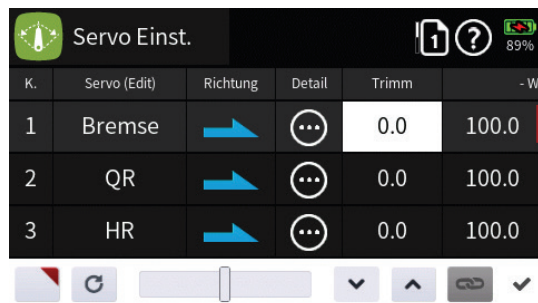 Servo Einst.
1
89%
K. Servo (Edit) Richtung Detail Trimm - W
1 Bremse 0.0 100.0
2 QR 0.0 100.0
3 HR 0.0 100.0